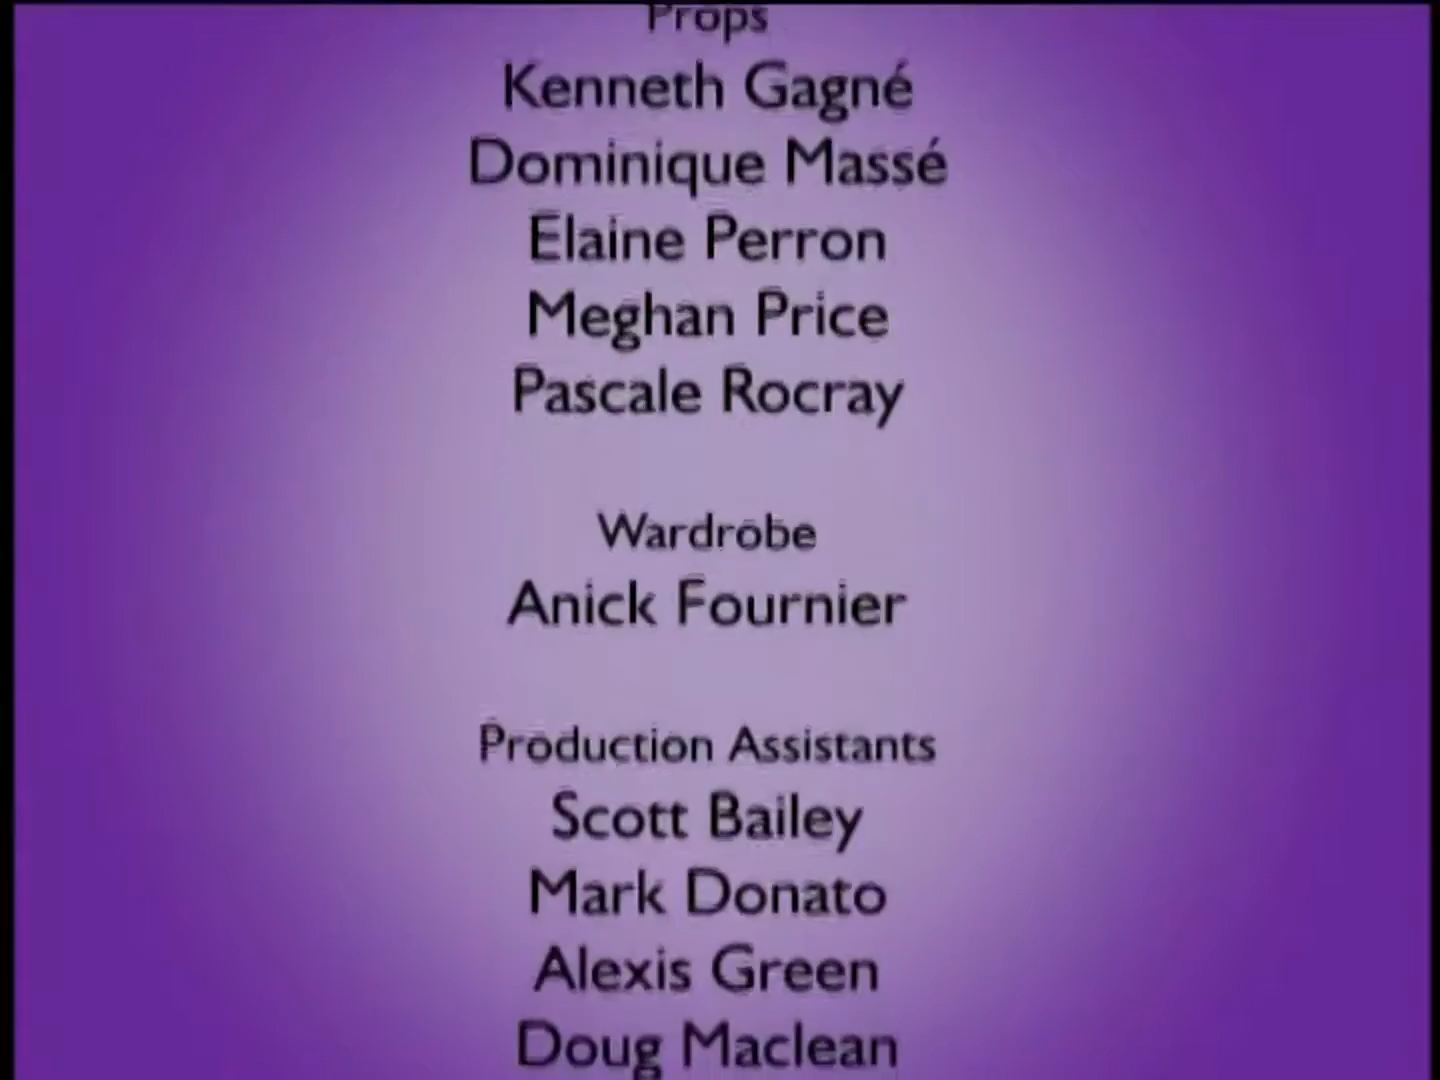 Props
Kenneth Gagné
Dominique Massé
Elaine Perron
Meghan Price
Pascale Rocray
Wardrobe
Anick Fournier
Production Assistants
Scott Bailey
Mark Donato
Alexis Green
Doug Maclean